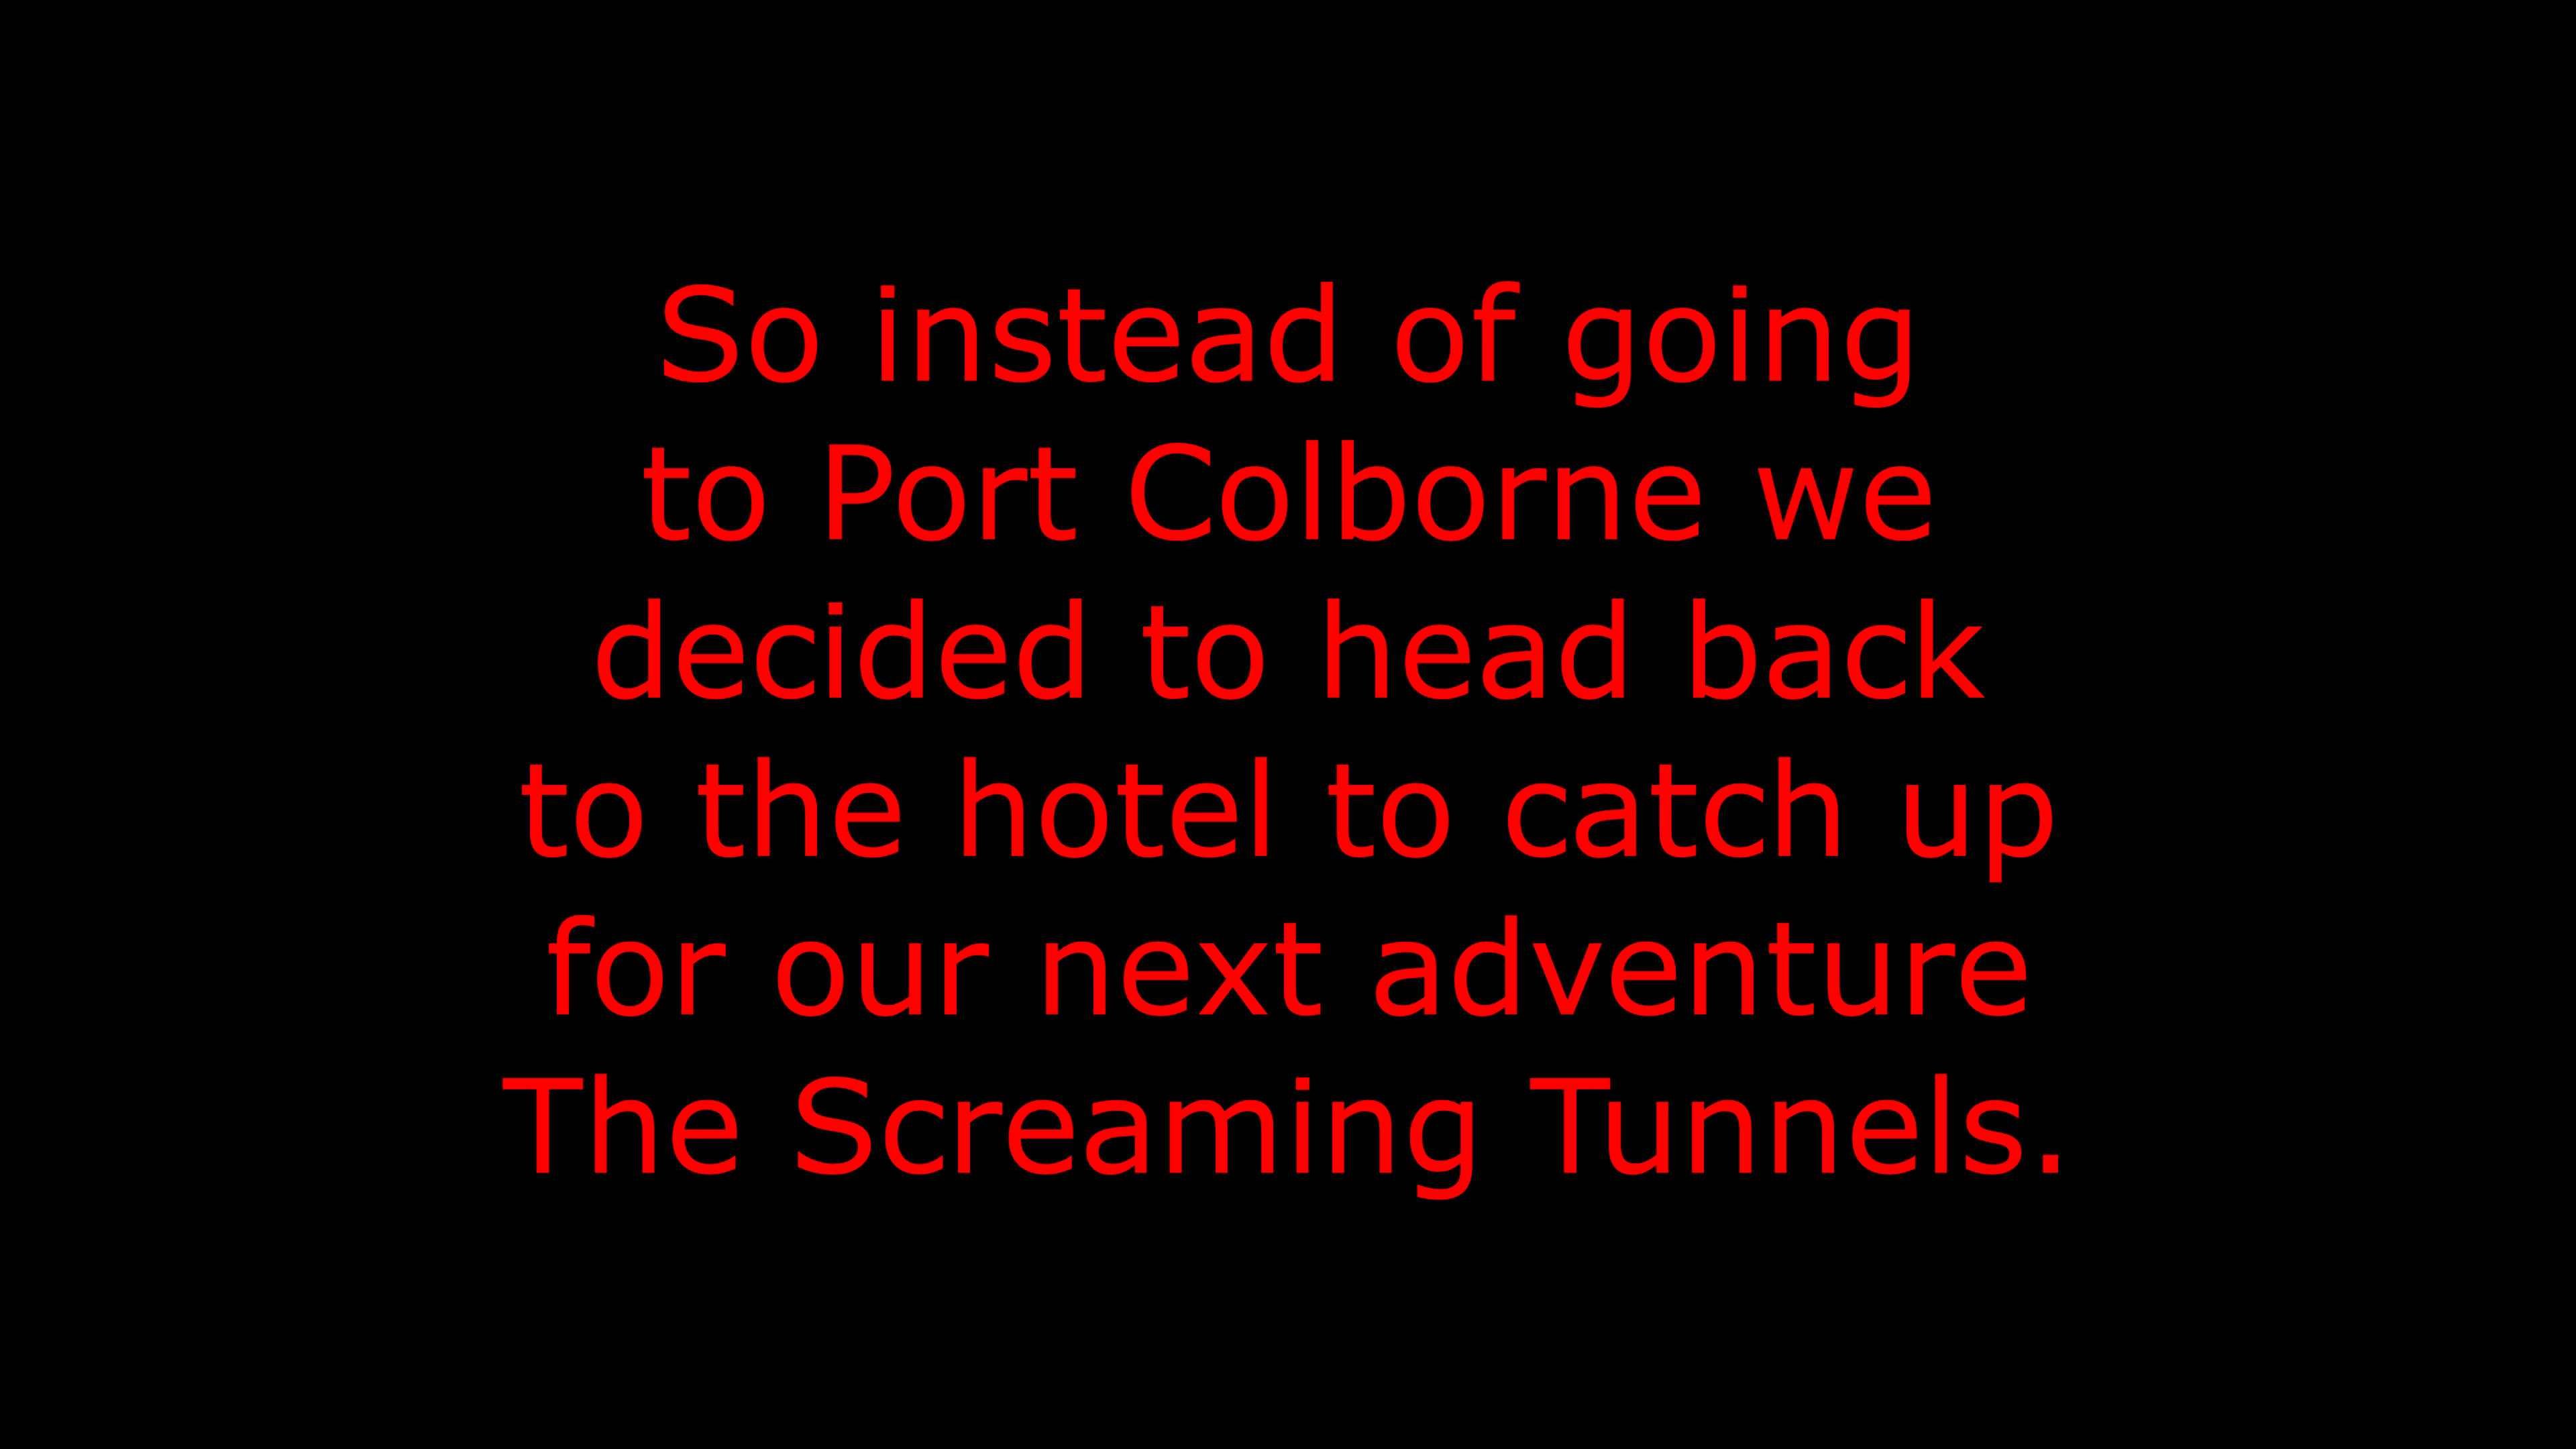 So instead of going
to Port Colborne we
decided to head back
to the hotel to catch up
for our next adventure
The Screaming Tunnels.